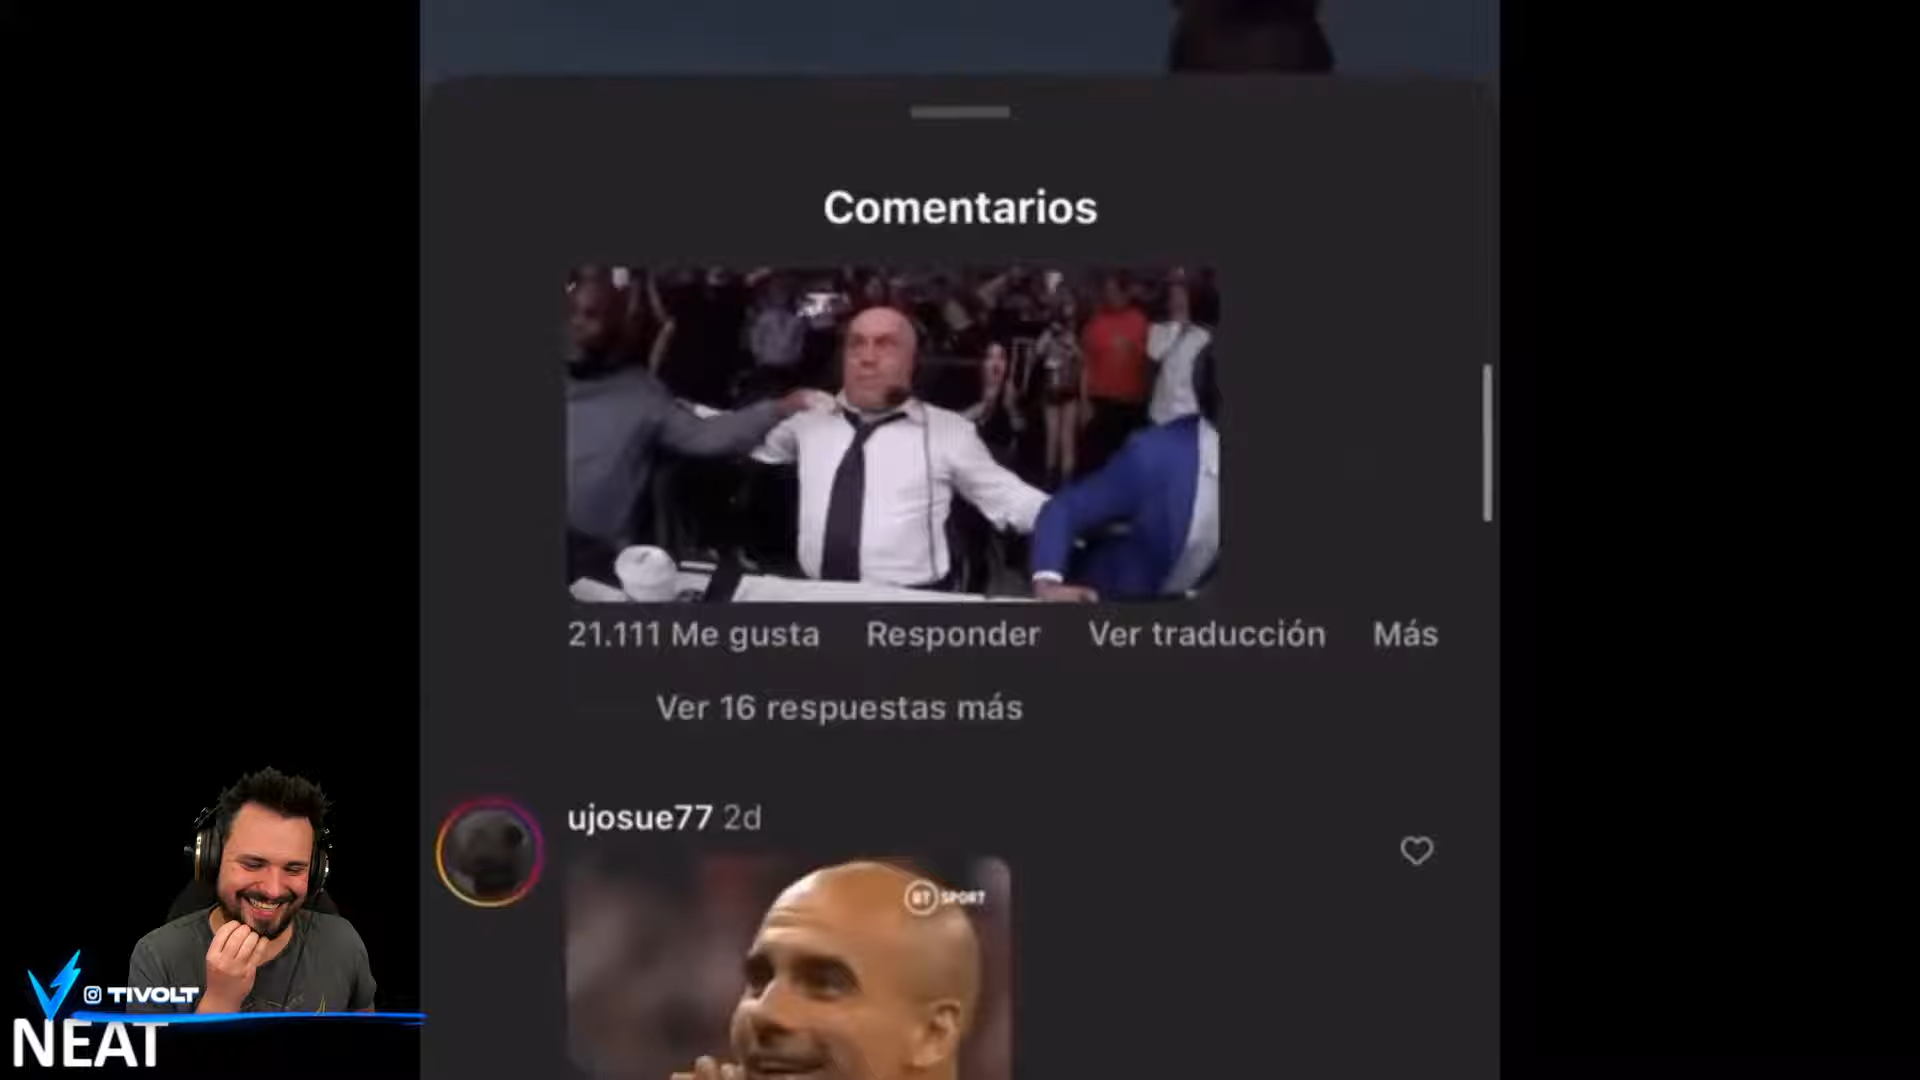 Comentarios
21.111 Me gusta Responder Ver traducción Más
Ver 16 respuestas más
ujosue77 2d
BT SPORT
TIVOLT
NEAT